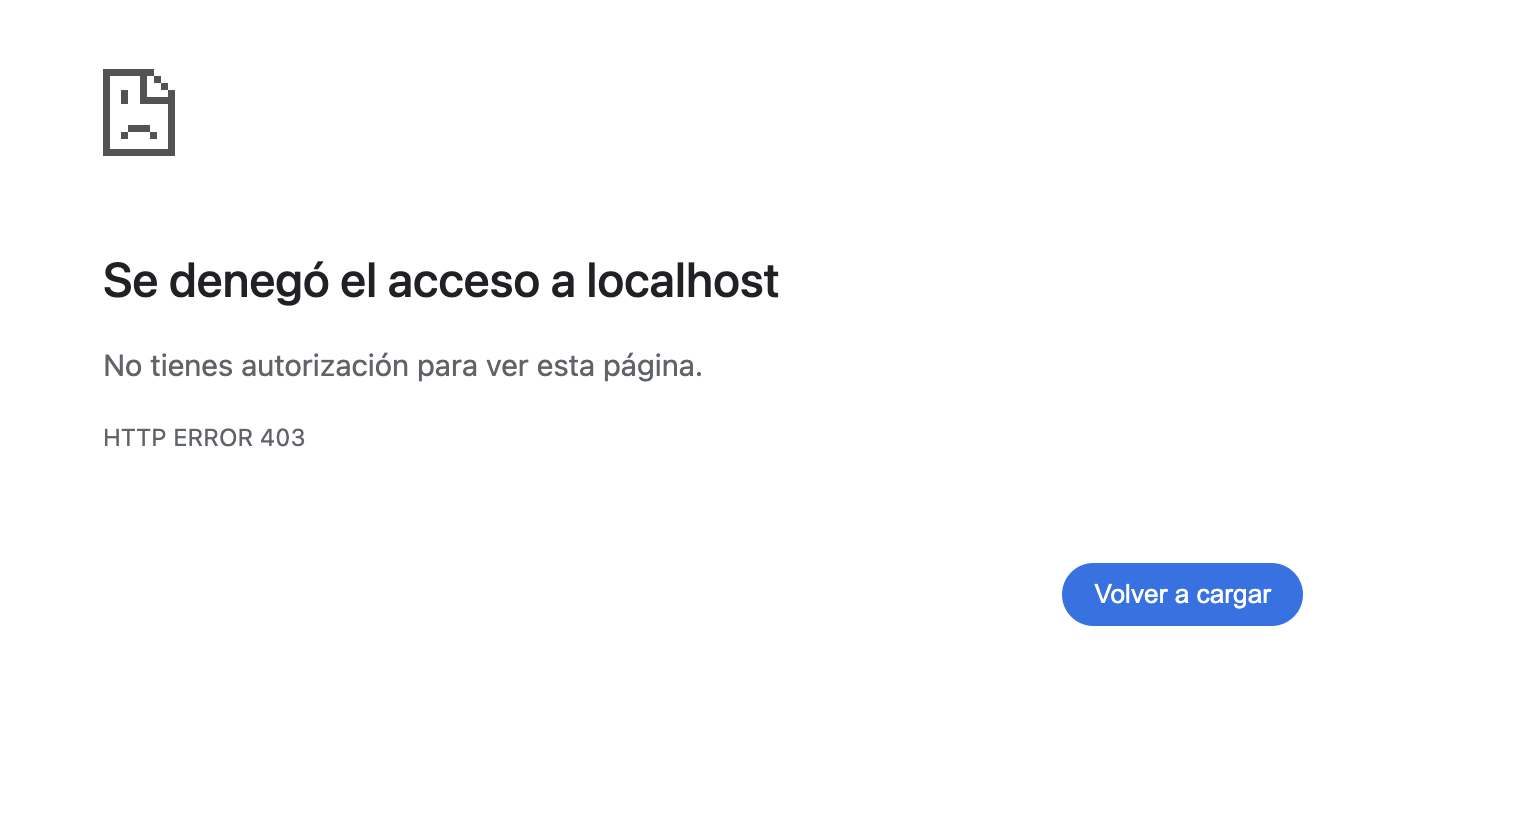 Se denegó el acceso a localhost
No tienes autorización para ver esta página.
HTTP ERROR 403
Volver a cargar